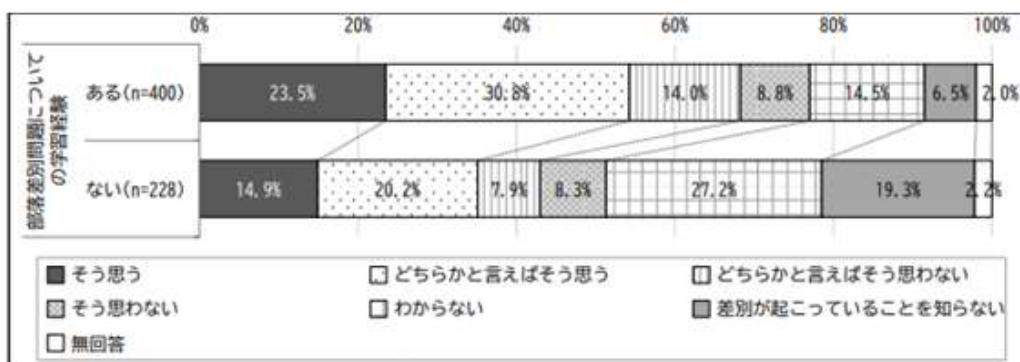 0% 20% 40% 60% 80% 100%
部落差別問題について
の学習経験
ある(n=400) 23.5% 30.8% 14.0% 8.8% 14.5% 6.5% 2.0%
ない(n=228) 14.9% 20.2% 7.9% 8.3% 27.2% 19.3% 2.2%
そう思う どちらかと言えばそう思う どちらかと言えばそう思わない
そう思わない わからない 差別が起こっていることを知らない
無回答